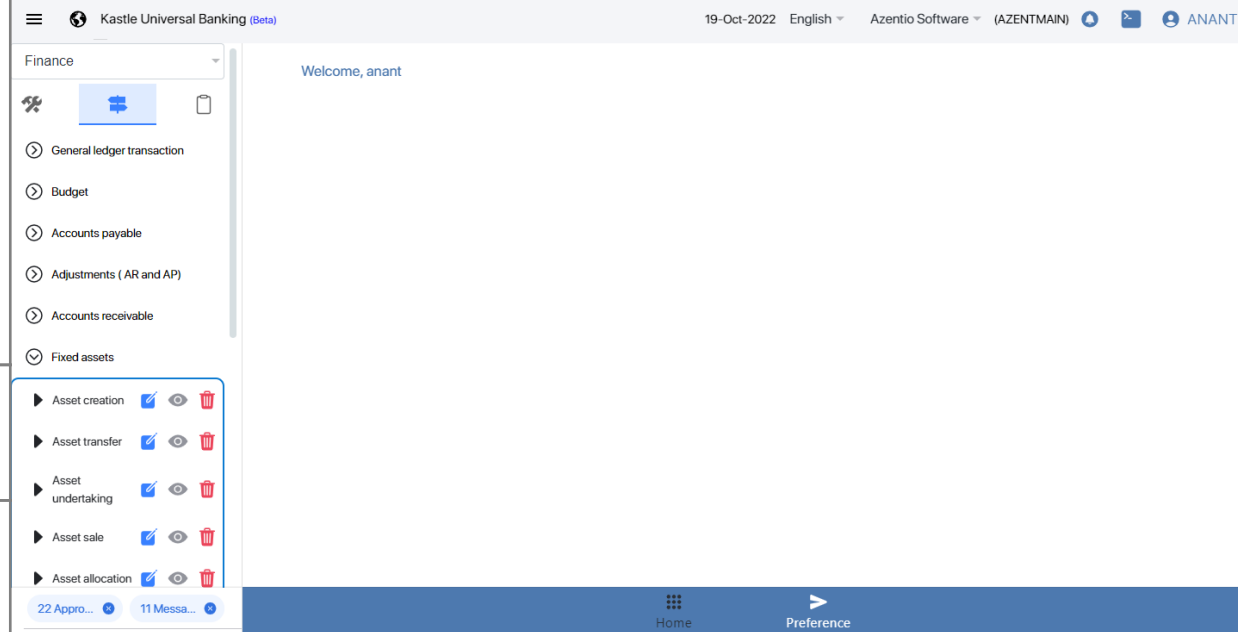 Kastle Universal Banking (Beta)
19-Oct-2022 English Azentio Software (AZENTMAIN) ANANT
Finance
Welcome, anant
General ledger transaction
Budget
Accounts payable
Adjustments ( AR and AP)
Accounts receivable
Fixed assets
Asset creation
Asset transfer
Asset
undertaking
Asset sale
Asset allocation
22 Appro... 11 Messa...
Home Preference